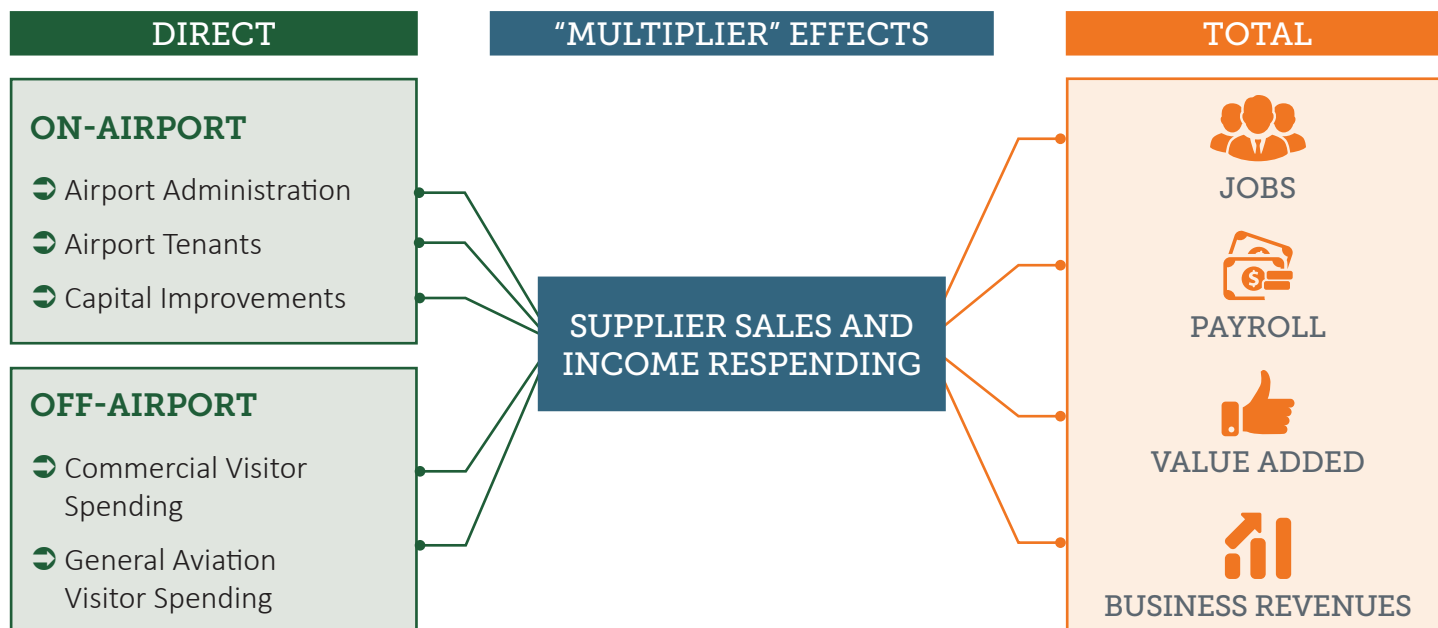 DIRECT
ON-AIRPORT
Airport Administration
Airport Tenants
Capital Improvements
OFF-AIRPORT
Commercial Visitor
Spending
General Aviation
Visitor Spending
“MULTIPLIER” EFFECTS
SUPPLIER SALES AND
INCOME RESPENDING
TOTAL
JOBS
$
PAYROLL
VALUE ADDED
BUSINESS REVENUES